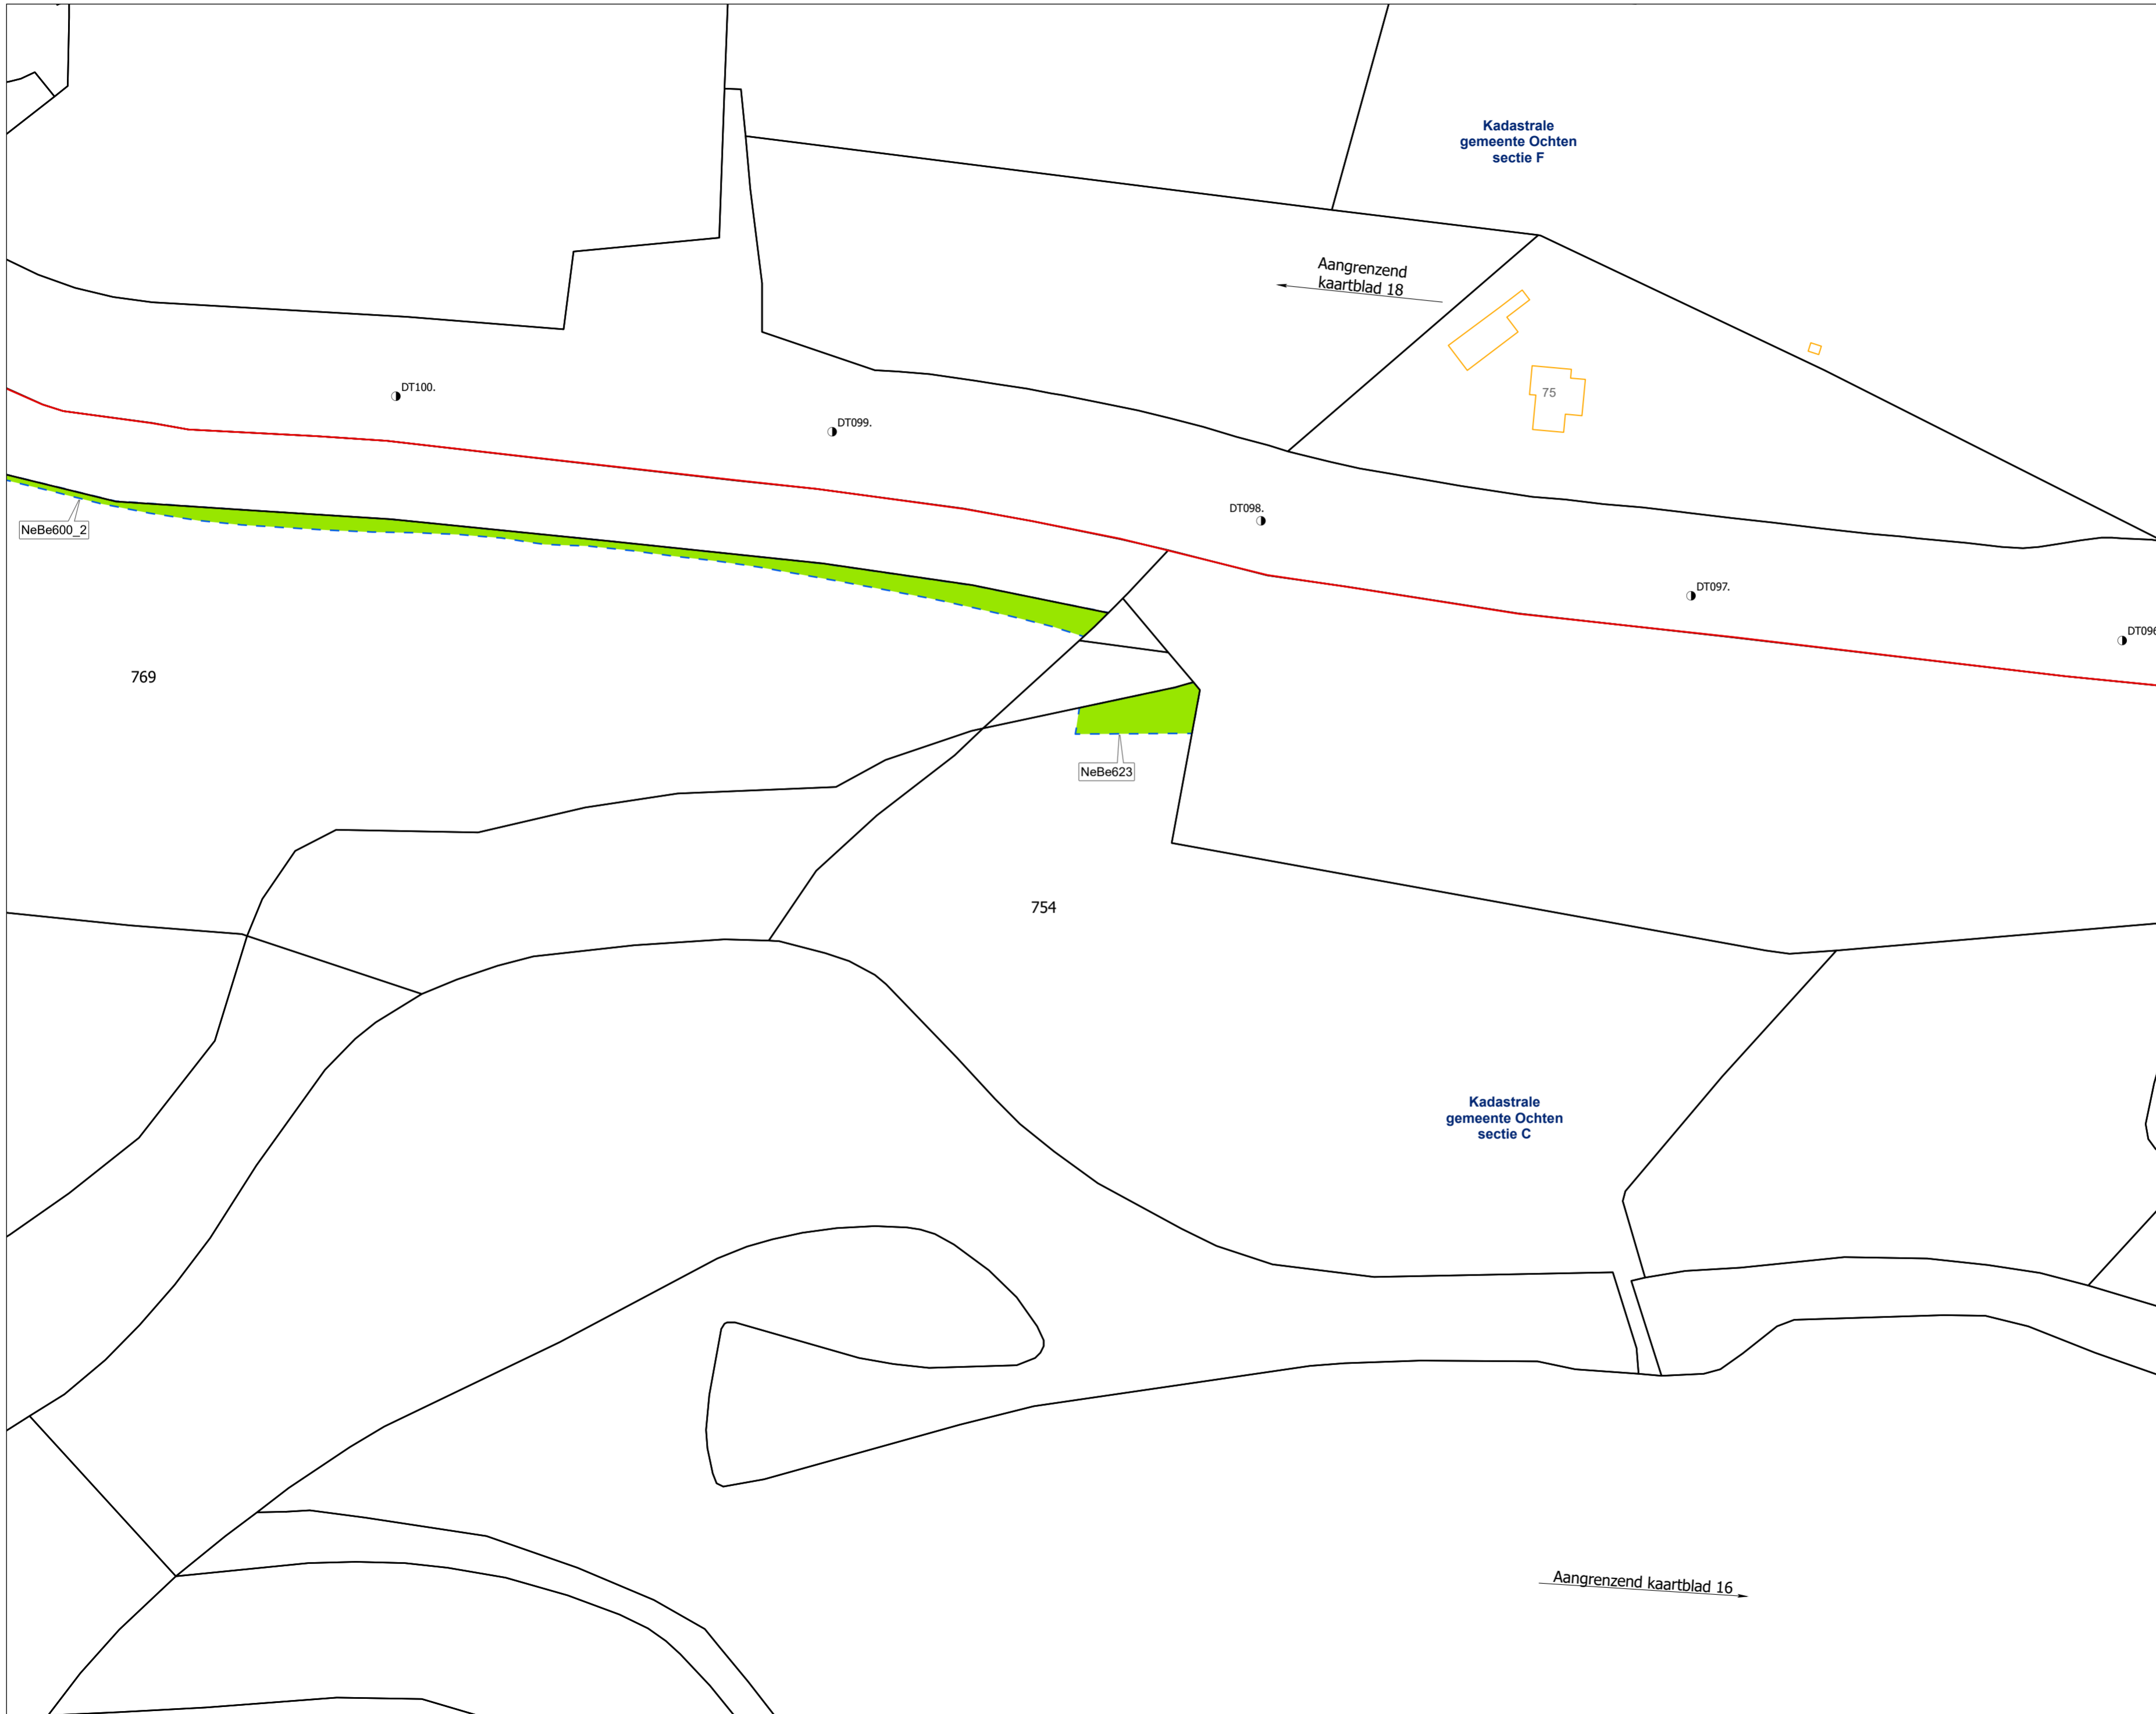 Kadastrale
gemeente Ochten
sectie F
Aangrenzend
kaartblad 18
75
DT100.
DT099.
DT098.
DT097.
DT096
NeBe600_2
769
NeBe623
754
Kadastrale
gemeente Ochten
sectie C
Aangrenzend kaartblad 16